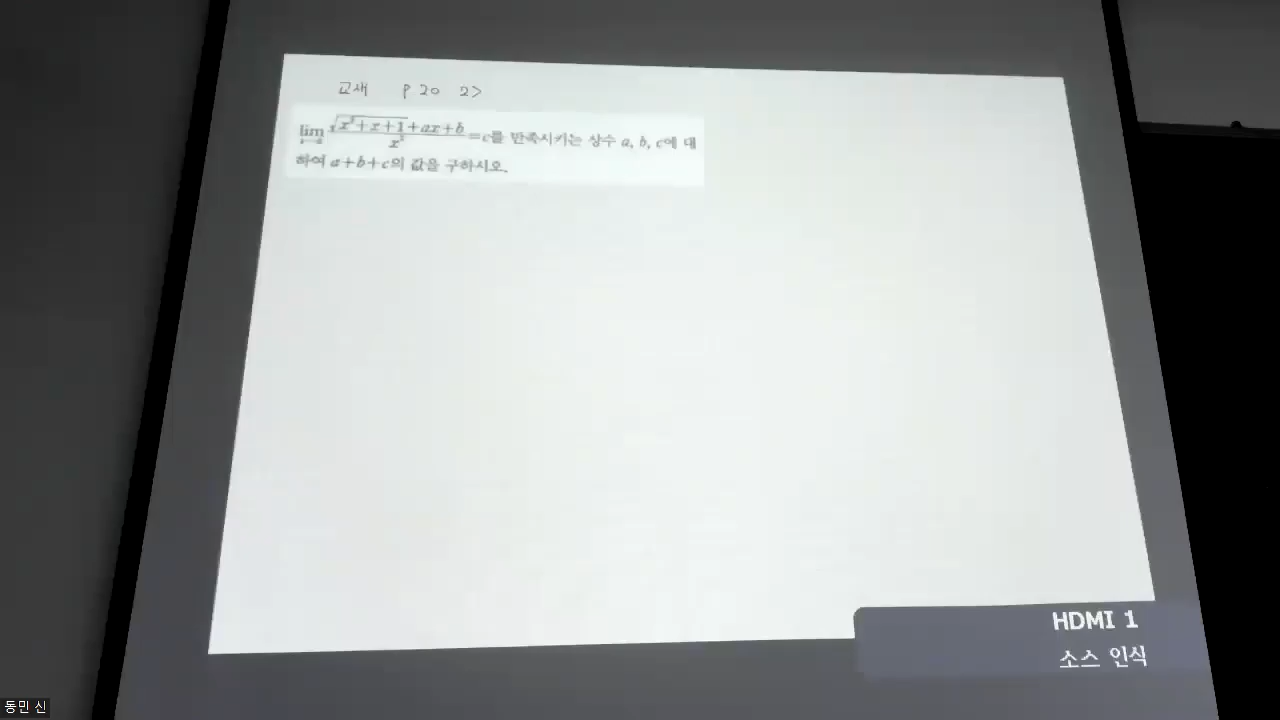 교재 P 20 2>
lim √x²+x+1+ax+b / x² =c를 만족시키는 상수 a, b, c에 대
하여 a+b+c의 값을 구하시오.
HDMI 1
소스 인식
동민 신